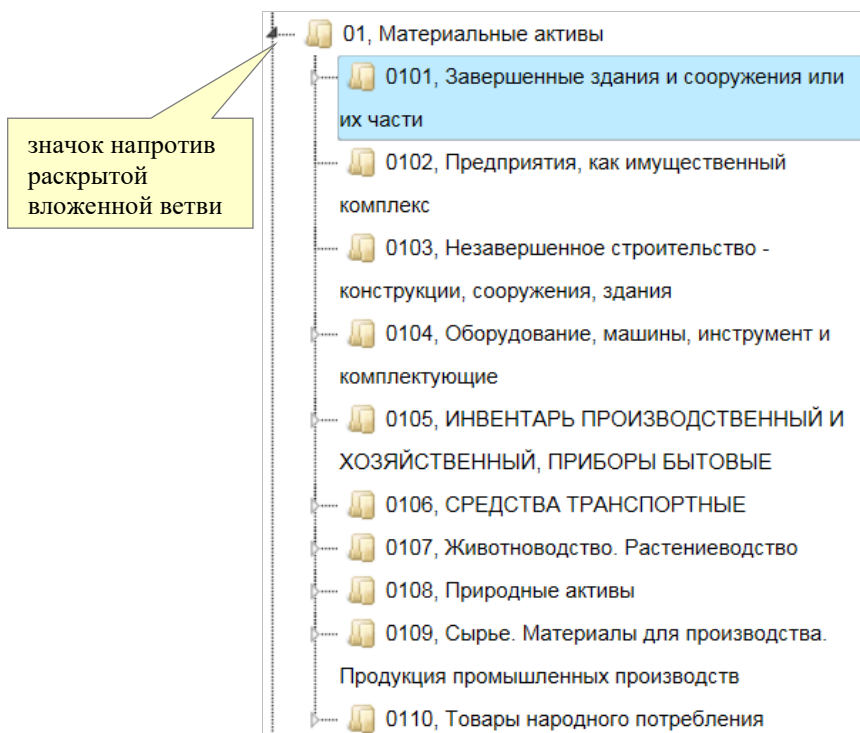 01, Материальные активы
0101, Завершенные здания и сооружения или
их части
значок напротив
раскрытой
вложенной ветви
0102, Предприятия, как имущественный
комплекс
0103, Незавершенное строительство -
конструкции, сооружения, здания
0104, Оборудование, машины, инструмент и
комплектующие
0105, ИНВЕНТАРЬ ПРОИЗВОДСТВЕННЫЙ И
ХОЗЯЙСТВЕННЫЙ, ПРИБОРЫ БЫТОВЫЕ
0106, СРЕДСТВА ТРАНСПОРТНЫЕ
0107, Животноводство. Растениеводство
0108, Природные активы
0109, Сырье. Материалы для производства.
Продукция промышленных производств
0110, Товары народного потребления